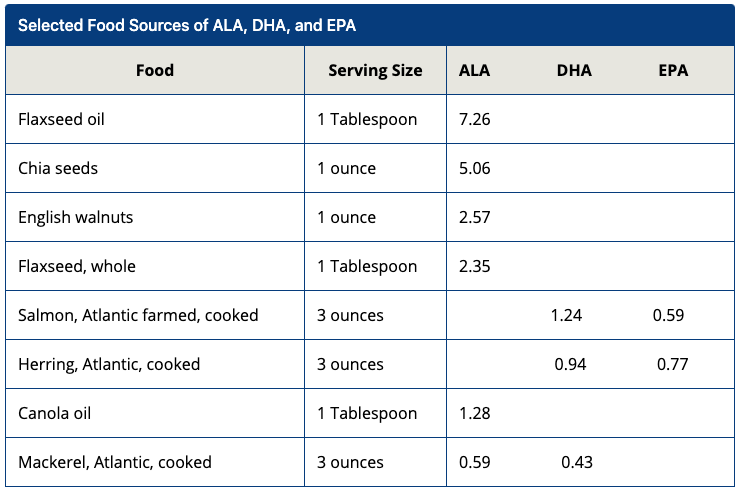 Selected Food Sources of ALA, DHA, and EPA
Food Serving Size ALA DHA EPA
Flaxseed oil 1 Tablespoon 7.26
Chia seeds 1 ounce 5.06
English walnuts 1 ounce 2.57
Flaxseed, whole 1 Tablespoon 2.35
Salmon, Atlantic farmed, cooked 3 ounces 1.24 0.59
Herring, Atlantic, cooked 3 ounces 0.94 0.77
Canola oil 1 Tablespoon 1.28
Mackerel, Atlantic, cooked 3 ounces 0.59 0.43